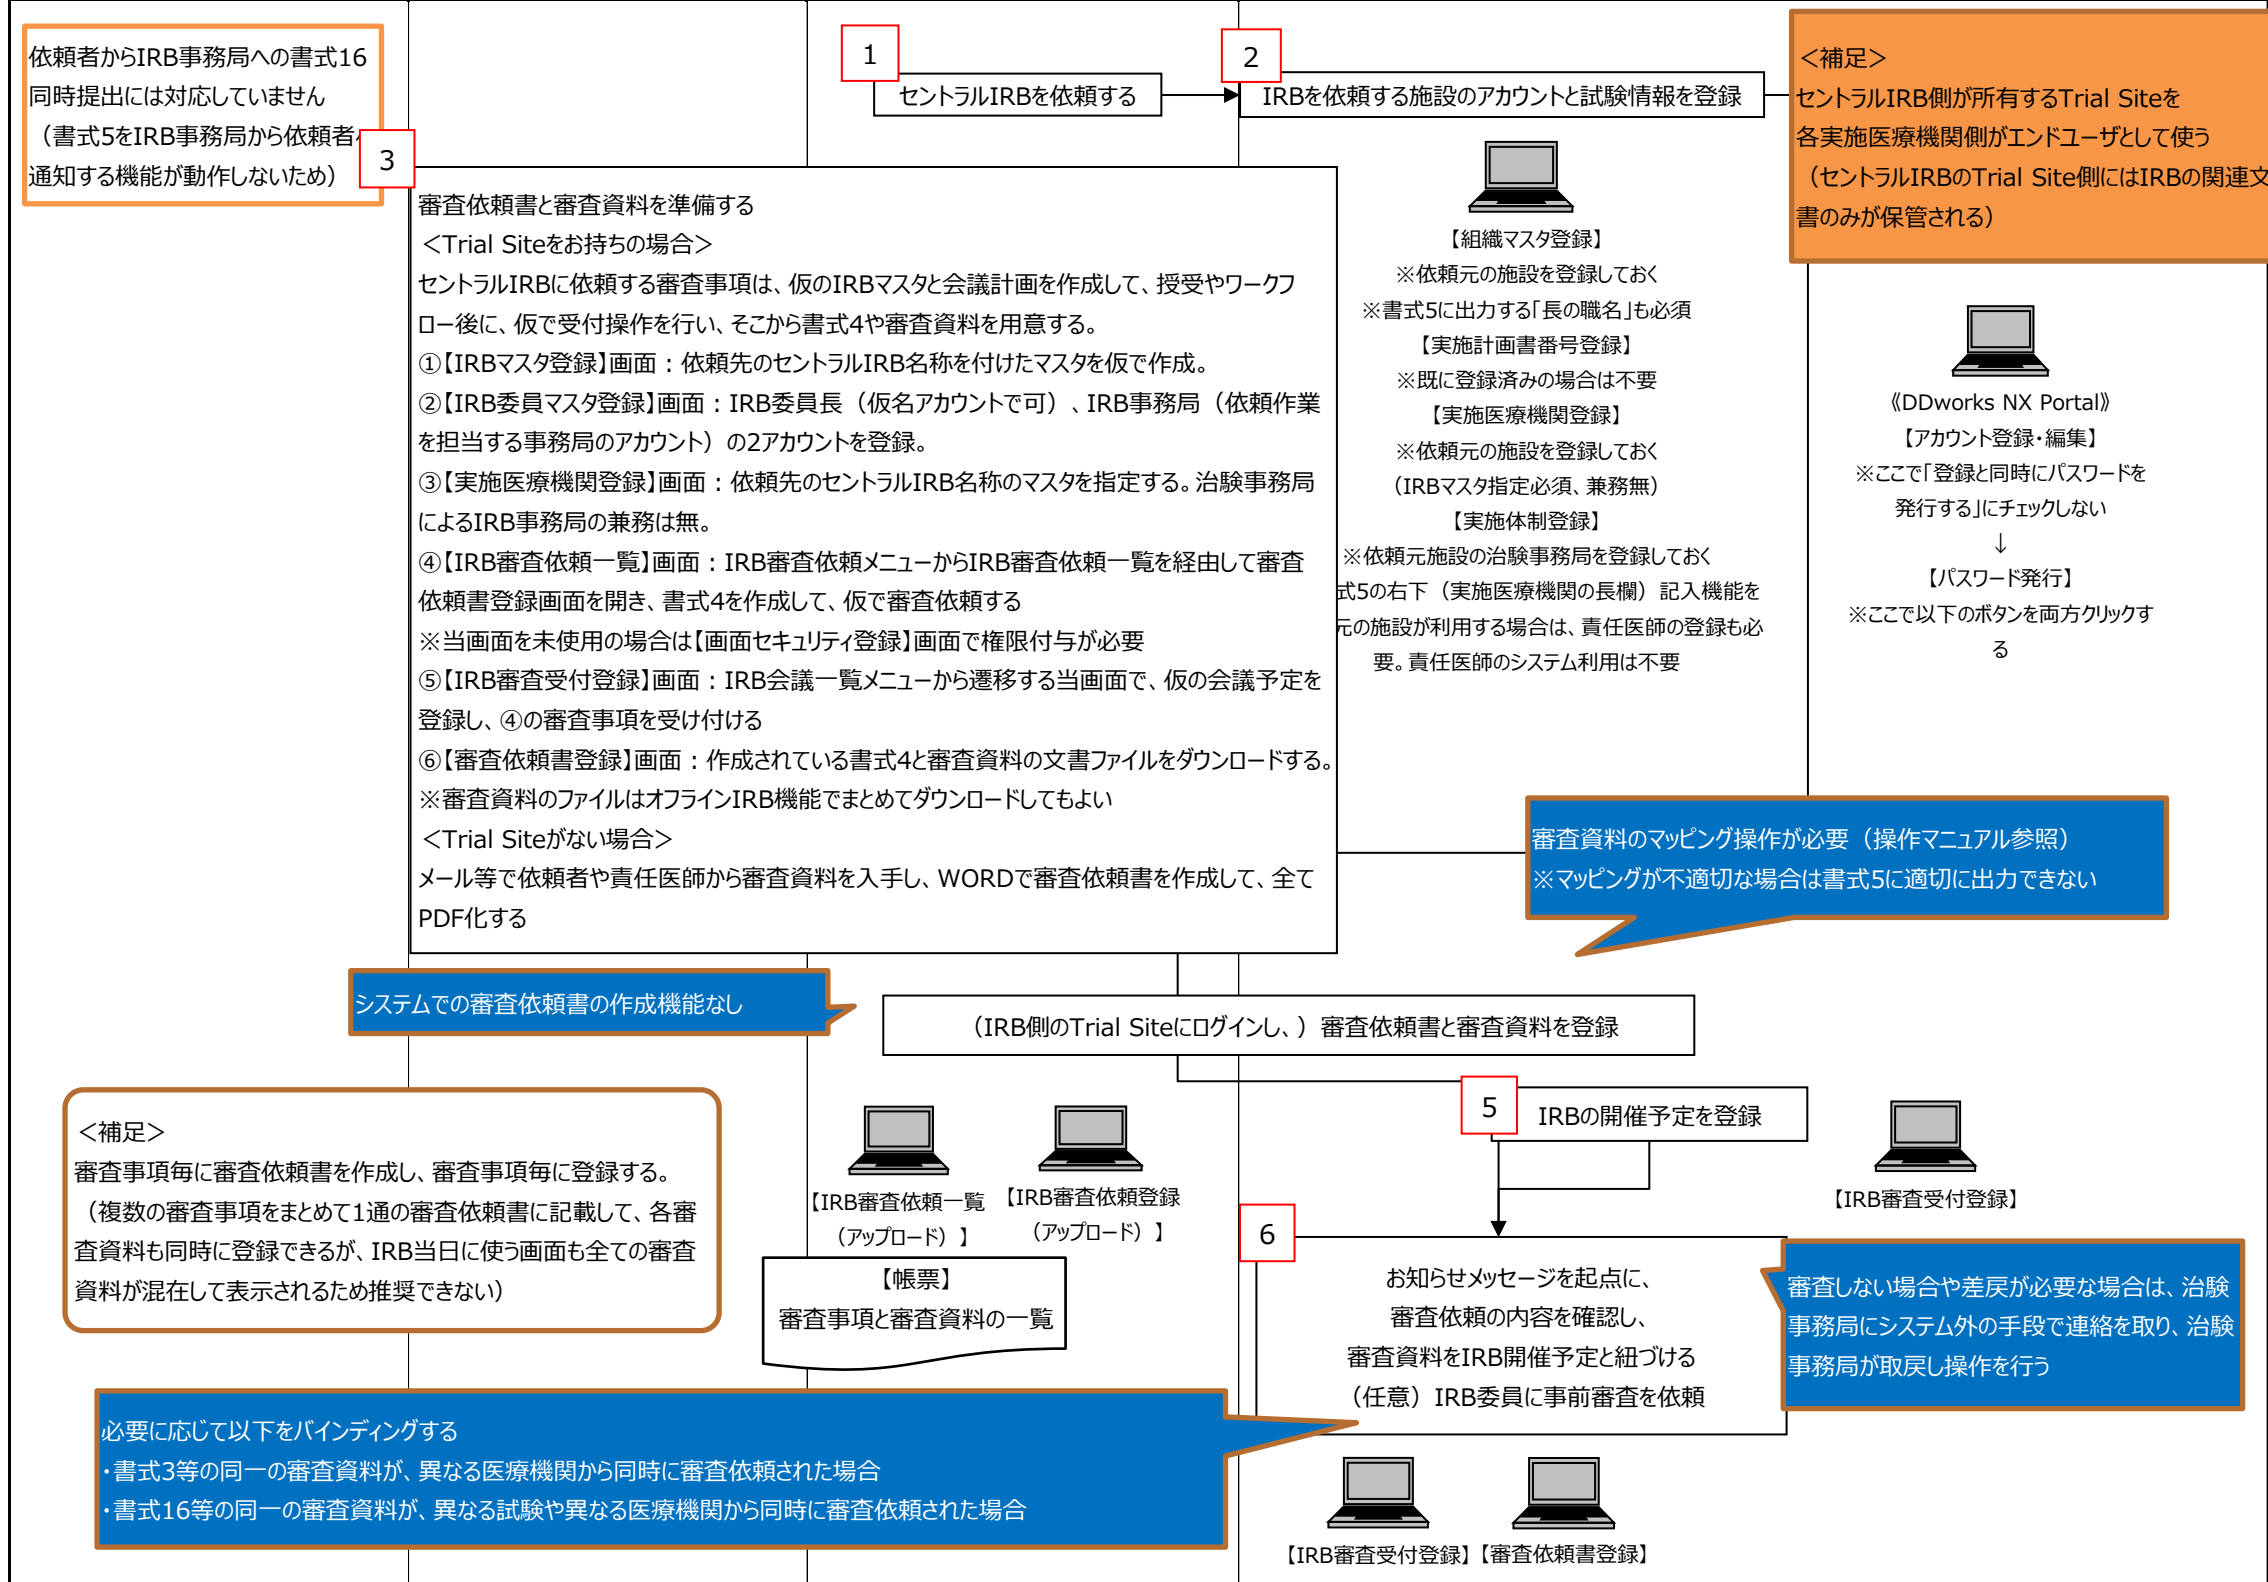 依頼者からIRB事務局への書式16
同時提出には対応していません
（書式5をIRB事務局から依頼者へ
通知する機能が動作しないため）
1
セントラルIRBを依頼する
2
IRBを依頼する施設のアカウントと試験情報を登録
＜補足＞
セントラルIRB側が所有するTrial Siteを
各実施医療機関側がエンドユーザとして使う
（セントラルIRBのTrial Site側にはIRBの関連文
書のみが保管される）
3
審査依頼書と審査資料を準備する
＜Trial Siteをお持ちの場合＞
セントラルIRBに依頼する審査事項は、仮のIRBマスタと会議計画を作成して、授受やワークフ
ロー後に、仮で受付操作を行い、そこから書式4や審査資料を用意する。
①【IRBマスタ登録】画面：依頼先のセントラルIRB名称を付けたマスタを仮で作成。
②【IRB委員マスタ登録】画面：IRB委員長（仮名アカウントで可）、IRB事務局（依頼作業
を担当する事務局のアカウント）の2アカウントを登録。
③【実施医療機関登録】画面：依頼先のセントラルIRB名称のマスタを指定する。治験事務局
によるIRB事務局の兼務は無。
④【IRB審査依頼一覧】画面：IRB審査依頼メニューからIRB審査依頼一覧を経由して審査
依頼書登録画面を開き、書式4を作成して、仮で審査依頼する
※当画面を未使用の場合は【画面セキュリティ登録】画面で権限付与が必要
⑤【IRB審査受付登録】画面：IRB会議一覧メニューから遷移する当画面で、仮の会議予定を
登録し、④の審査事項を受け付ける
⑥【審査依頼書登録】画面：作成されている書式4と審査資料の文書ファイルをダウンロードする。
※審査資料のファイルはオフラインIRB機能でまとめてダウンロードしてもよい
＜Trial Siteがない場合＞
メール等で依頼者や責任医師から審査資料を入手し、WORDで審査依頼書を作成して、全て
PDF化する
【組織マスタ登録】
※依頼元の施設を登録しておく
※書式5に出力する「長の職名」も必須
【実施計画書番号登録】
※既に登録済みの場合は不要
【実施医療機関登録】
※依頼元の施設を登録しておく
（IRBマスタ指定必須、兼務無）
【実施体制登録】
※依頼元施設の治験事務局を登録しておく
式5の右下（実施医療機関の長欄）記入機能を
元の施設が利用する場合は、責任医師の登録も必
要。責任医師のシステム利用は不要
《DDworks NX Portal》
【アカウント登録・編集】
※ここで「登録と同時にパスワードを
発行する」にチェックしない
↓
【パスワード発行】
※ここで以下のボタンを両方クリックす
る
審査資料のマッピング操作が必要（操作マニュアル参照）
※マッピングが不適切な場合は書式5に適切に出力できない
システムでの審査依頼書の作成機能なし
（IRB側のTrial Siteにログインし、）審査依頼書と審査資料を登録
＜補足＞
審査事項毎に審査依頼書を作成し、審査事項毎に登録する。
（複数の審査事項をまとめて1通の審査依頼書に記載して、各審
査資料も同時に登録できるが、IRB当日に使う画面も全ての審査
資料が混在して表示されるため推奨できない）
【IRB審査依頼一覧
（アップロード）】
【IRB審査依頼登録
（アップロード）】
【帳票】
審査事項と審査資料の一覧
5
IRBの開催予定を登録
【IRB審査受付登録】
6
お知らせメッセージを起点に、
審査依頼の内容を確認し、
審査資料をIRB開催予定と紐づける
（任意）IRB委員に事前審査を依頼
審査しない場合や差戻が必要な場合は、治験
事務局にシステム外の手段で連絡を取り、治験
事務局が取戻し操作を行う
必要に応じて以下をバインディングする
・書式3等の同一の審査資料が、異なる医療機関から同時に審査依頼された場合
・書式16等の同一の審査資料が、異なる試験や異なる医療機関から同時に審査依頼された場合
【IRB審査受付登録】【審査依頼書登録】